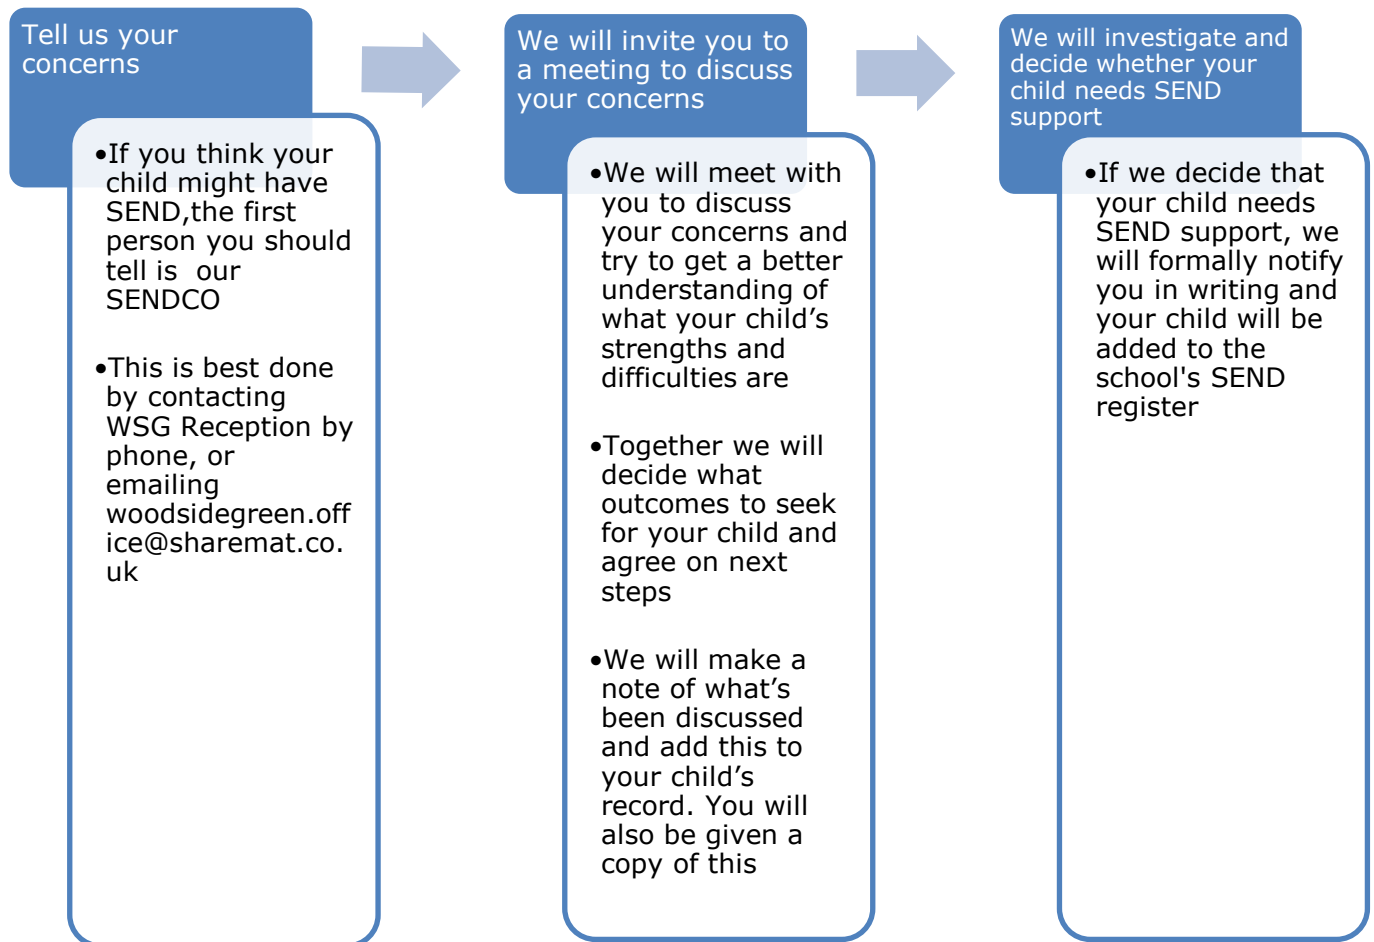 Tell us your
concerns
•If you think your
child might have
SEND,the first
person you should
tell is  our
SENDCO
•This is best done
by contacting
WSG Reception by
phone, or
emailing
woodsidegreen.off
ice@sharemat.co.
uk
We will invite you to
a meeting to discuss
your concerns
•We will meet with
you to discuss
your concerns and
try to get a better
understanding of
what your child’s
strengths and
difficulties are
•Together we will
decide what
outcomes to seek
for your child and
agree on next
steps
•We will make a
note of what’s
been discussed
and add this to
your child’s
record. You will
also be given a
copy of this
We will investigate and
decide whether your
child needs SEND
support
•If we decide that
your child needs
SEND support, we
will formally notify
you in writing and
your child will be
added to the
school's SEND
register